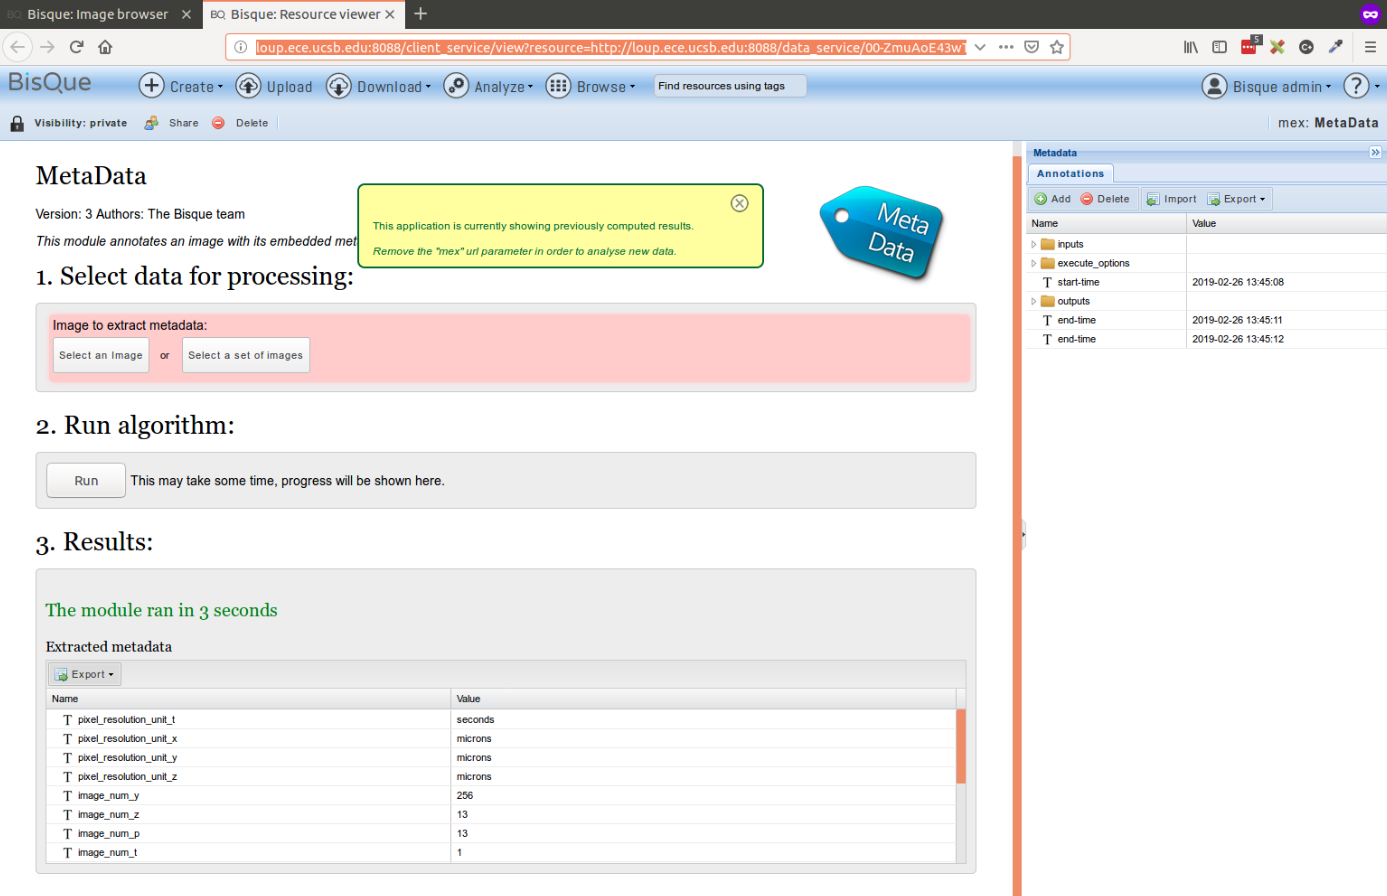 BQ Bisque: Image browser
BQ Bisque: Resource viewer
loup.ece.ucsb.edu:8088/client_service/view?resource=http://loup.ece.ucsb.edu:8088/data_service/00-ZmuAoE43wT
5
BisQue
Create
Upload
Download
Analyze
Browse
Find resources using tags
Bisque admin
?
Visibility: private
Share
Delete
mex: MetaData
MetaData
Version: 3 Authors: The Bisque team
This module annotates an image with its embedded met
This application is currently showing previously computed results.
Remove the "mex" url parameter in order to analyse new data.
Meta
Data
1. Select data for processing:
Image to extract metadata:
Select an Image or Select a set of images
2. Run algorithm:
Run This may take some time, progress will be shown here.
3. Results:
The module ran in 3 seconds
Extracted metadata
Export
Name Value
T pixel_resolution_unit_t seconds
T pixel_resolution_unit_x microns
T pixel_resolution_unit_y microns
T pixel_resolution_unit_z microns
T image_num_y 256
T image_num_z 13
T image_num_p 13
T image_num_t 1
Metadata
Annotations
Add Delete Import Export
Name Value
inputs
execute_options
T start-time 2019-02-26 13:45:08
outputs
T end-time 2019-02-26 13:45:11
T end-time 2019-02-26 13:45:12